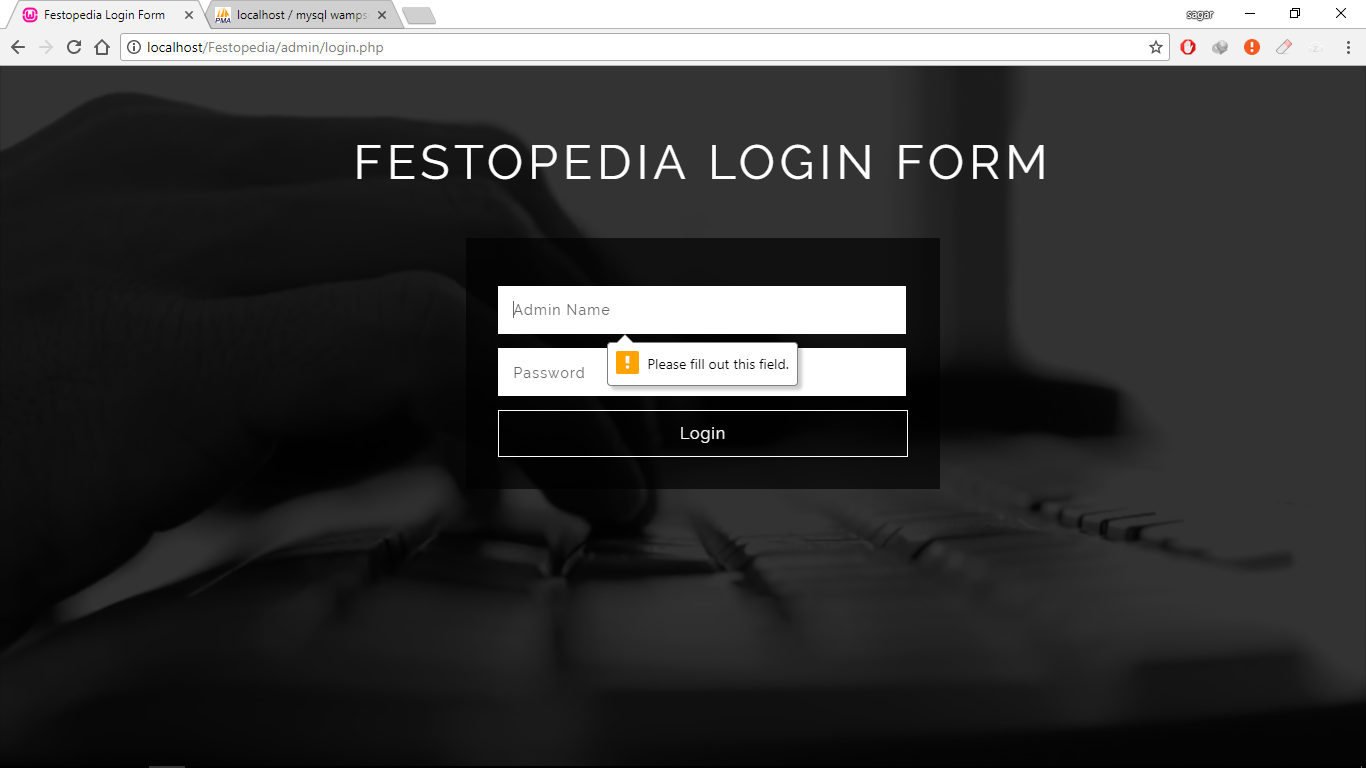 Festopedia Login Form
localhost / mysql wamps
sagar
localhost/Festopedia/admin/login.php
FESTOPEDIA LOGIN FORM
Admin Name
Please fill out this field.
Password
Login